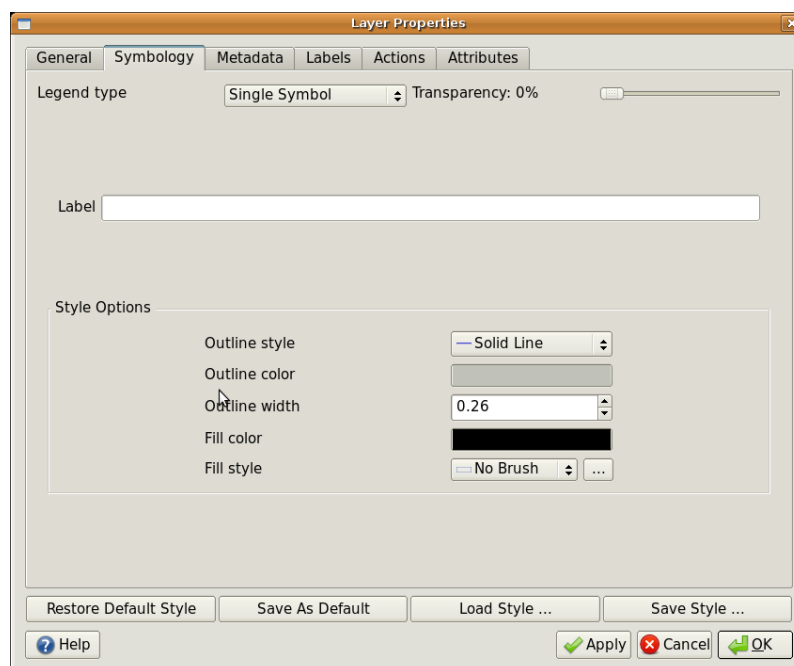 Layer Properties
General Symbology Metadata Labels Actions Attributes
Legend type Single Symbol Transparency: 0%
Label
Style Options
Outline style Solid Line
Outline color
Outline width 0.26
Fill color
Fill style No Brush ...
Restore Default Style Save As Default Load Style ... Save Style ...
Help Apply Cancel OK